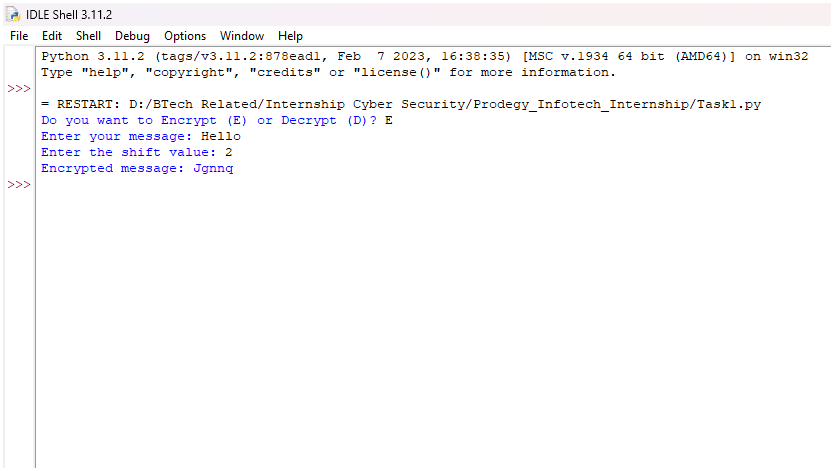 IDLE Shell 3.11.2
File Edit Shell Debug Options Window Help
Python 3.11.2 (tags/v3.11.2:878ead1, Feb  7 2023, 16:38:35) [MSC v.1934 64 bit (AMD64)] on win32
Type "help", "copyright", "credits" or "license()" for more information.
>>>
= RESTART: D:/BTech Related/Internship Cyber Security/Prodegy_Infotech_Internship/Task1.py
Do you want to Encrypt (E) or Decrypt (D)? E
Enter your message: Hello
Enter the shift value: 2
Encrypted message: Jgnnq
>>>